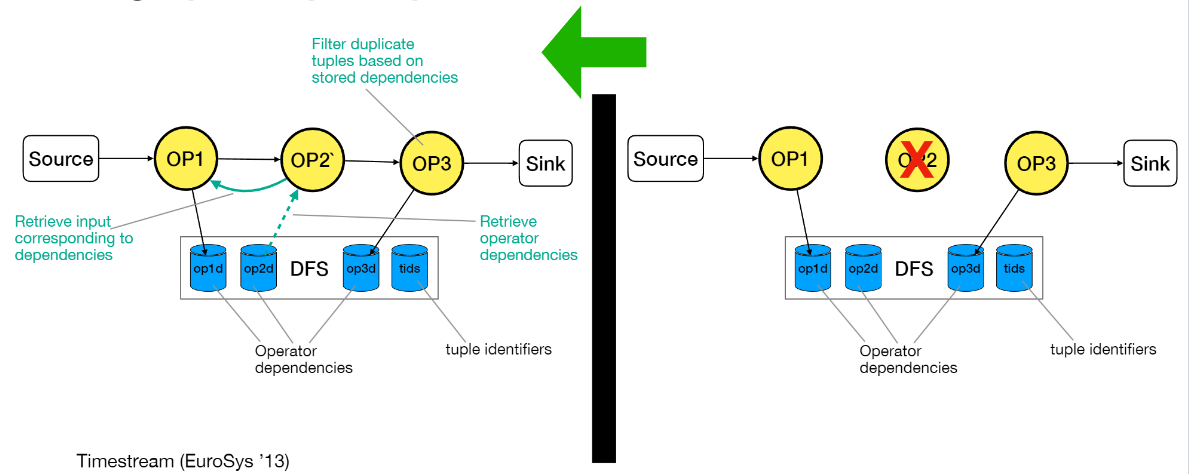 Filter duplicate
tuples based on
stored dependencies
Source
OP1
OP2`
OP3
Sink
Retrieve input
corresponding to
dependencies
Retrieve
operator
dependencies
op1d
op2d
DFS
op3d
tids
Operator
dependencies
tuple identifiers
Timestream (EuroSys ’13)
Source
OP1
OP2
X
OP3
Sink
op1d
op2d
DFS
op3d
tids
Operator
dependencies
tuple identifiers